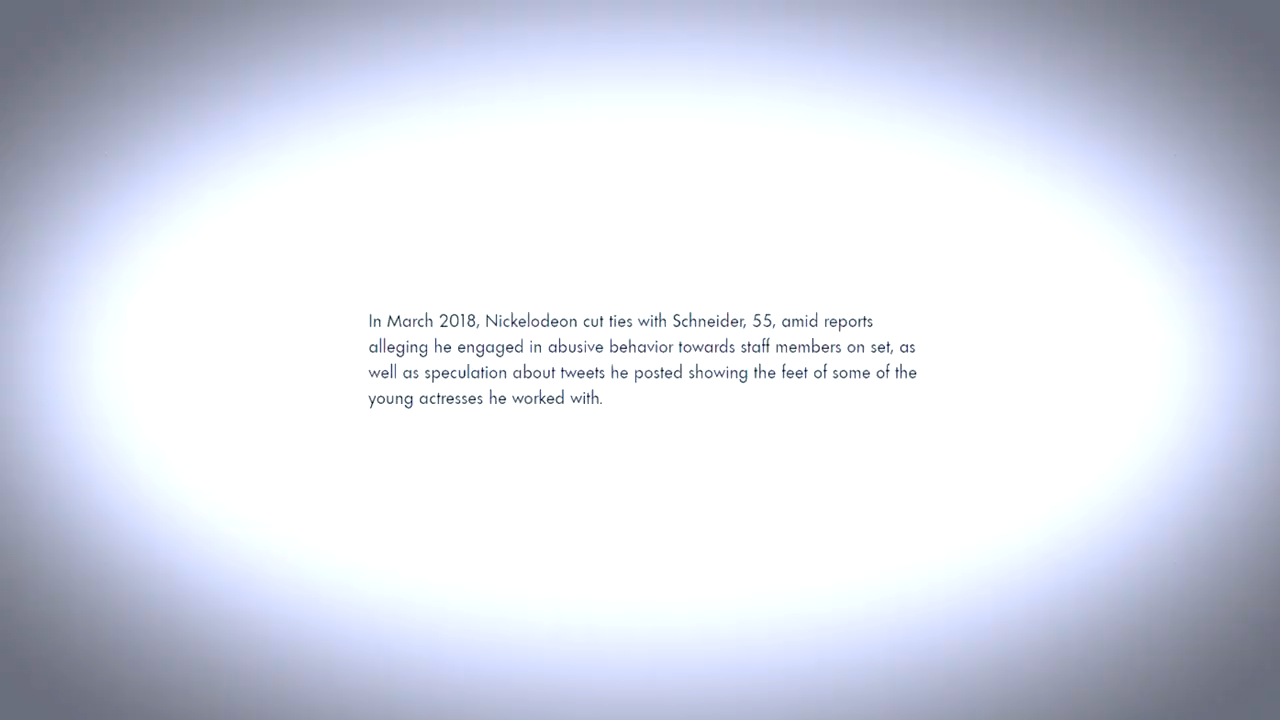 In March 2018, Nickelodeon cut ties with Schneider, 55, amid reports
alleging he engaged in abusive behavior towards staff members on set, as
well as speculation about tweets he posted showing the feet of some of the
young actresses he worked with.